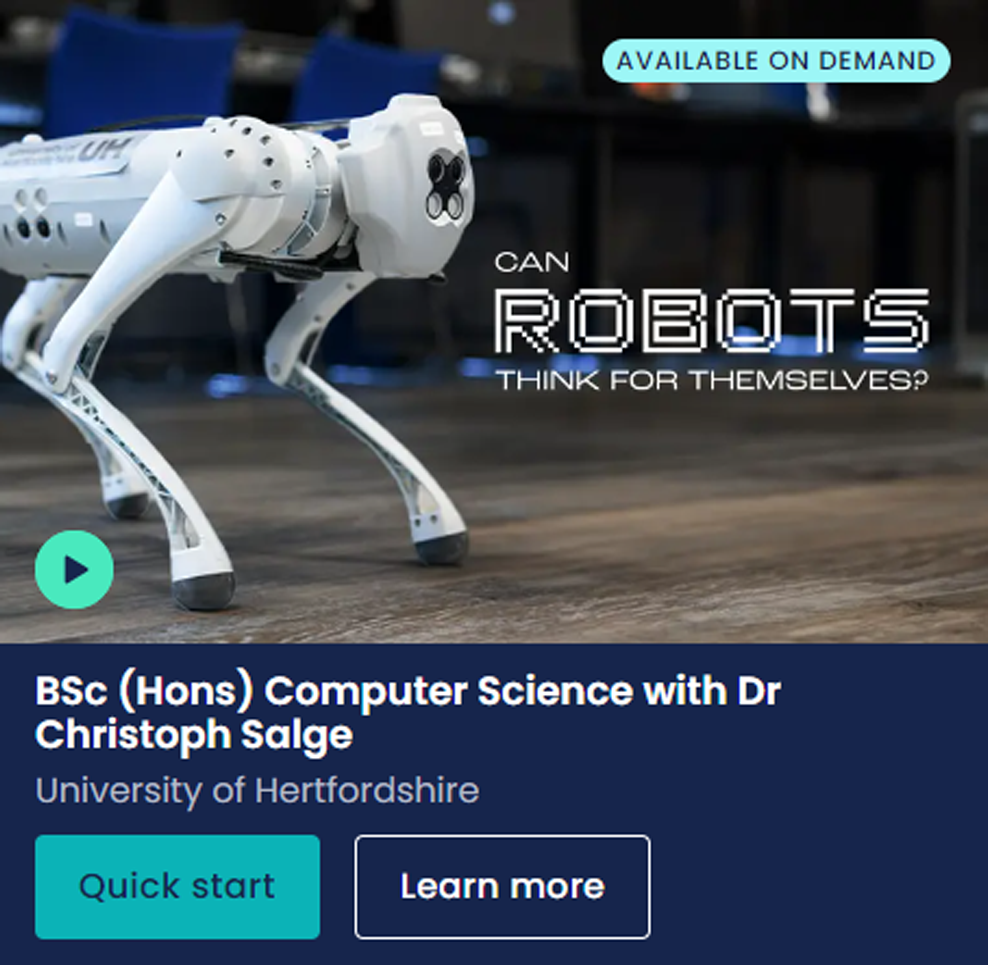 AVAILABLE ON DEMAND
UH
CAN
ROBOTS
THINK FOR THEMSELVES?
BSc (Hons) Computer Science with Dr
Christoph Salge
University of Hertfordshire
Quick start
Learn more